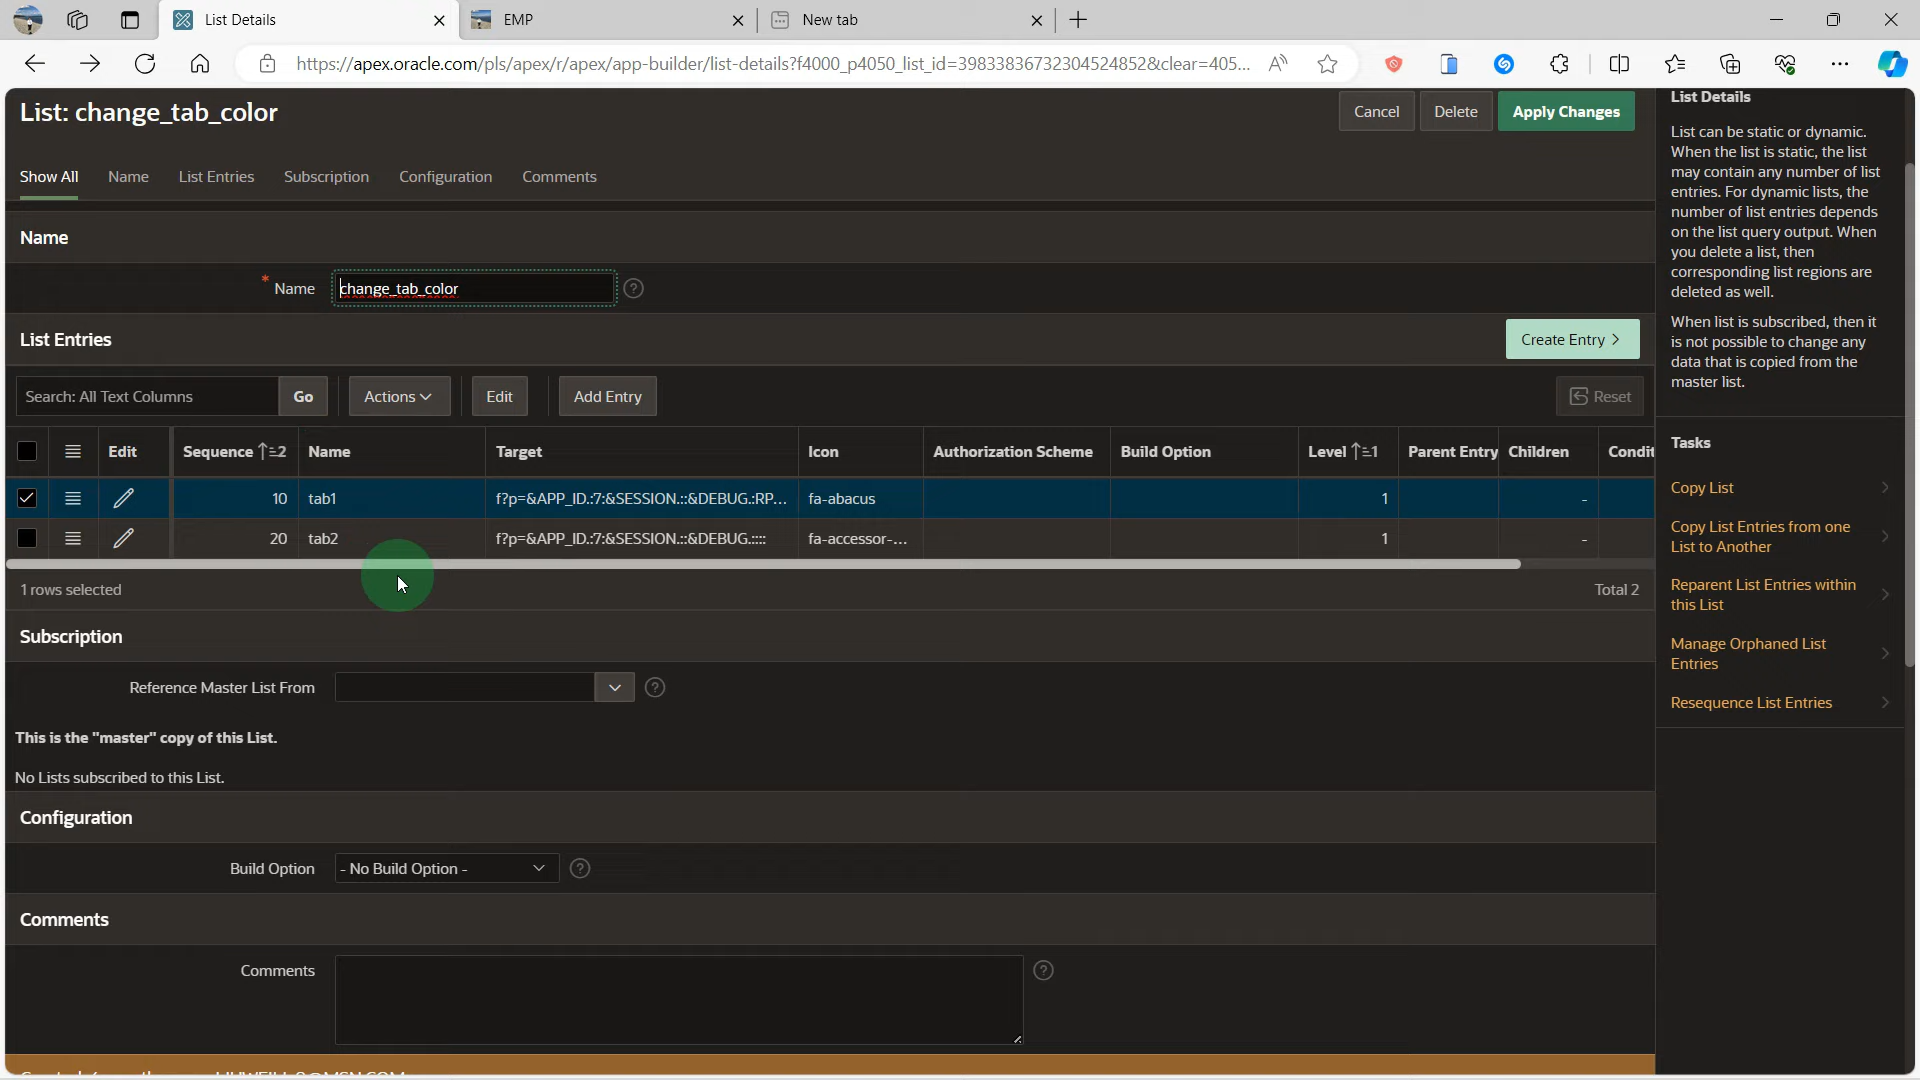 List Details
EMP
New tab
https://apex.oracle.com/pls/apex/r/apex/app-builder/list-details?f4000_p4050_list_id=39833836732304524852&clear=405...
List: change_tab_color
Cancel
Delete
Apply Changes
Show All
Name
List Entries
Subscription
Configuration
Comments
Name
* Name
change_tab_color
List Entries
Create Entry
Search: All Text Columns
Go
Actions
Edit
Add Entry
Reset
Edit
Sequence 2
Name
Target
Icon
Authorization Scheme
Build Option
Level 1
Parent Entry
Children
Condit
10
tab1
f?p=&APP_ID.:7:&SESSION.::&DEBUG.:RP...
fa-abacus
1
-
20
tab2
f?p=&APP_ID.:7:&SESSION.::&DEBUG.:::::
fa-accessor-...
1
-
1 rows selected
Total 2
Subscription
Reference Master List From
This is the "master" copy of this List.
No Lists subscribed to this List.
Configuration
Build Option
- No Build Option -
Comments
Comments
List Details
List can be static or dynamic.
When the list is static, the list
may contain any number of list
entries. For dynamic lists, the
number of list entries depends
on the list query output. When
you delete a list, then
corresponding list regions are
deleted as well.
When list is subscribed, then it
is not possible to change any
data that is copied from the
master list.
Tasks
Copy List
Copy List Entries from one
List to Another
Reparent List Entries within
this List
Manage Orphaned List
Entries
Resequence List Entries